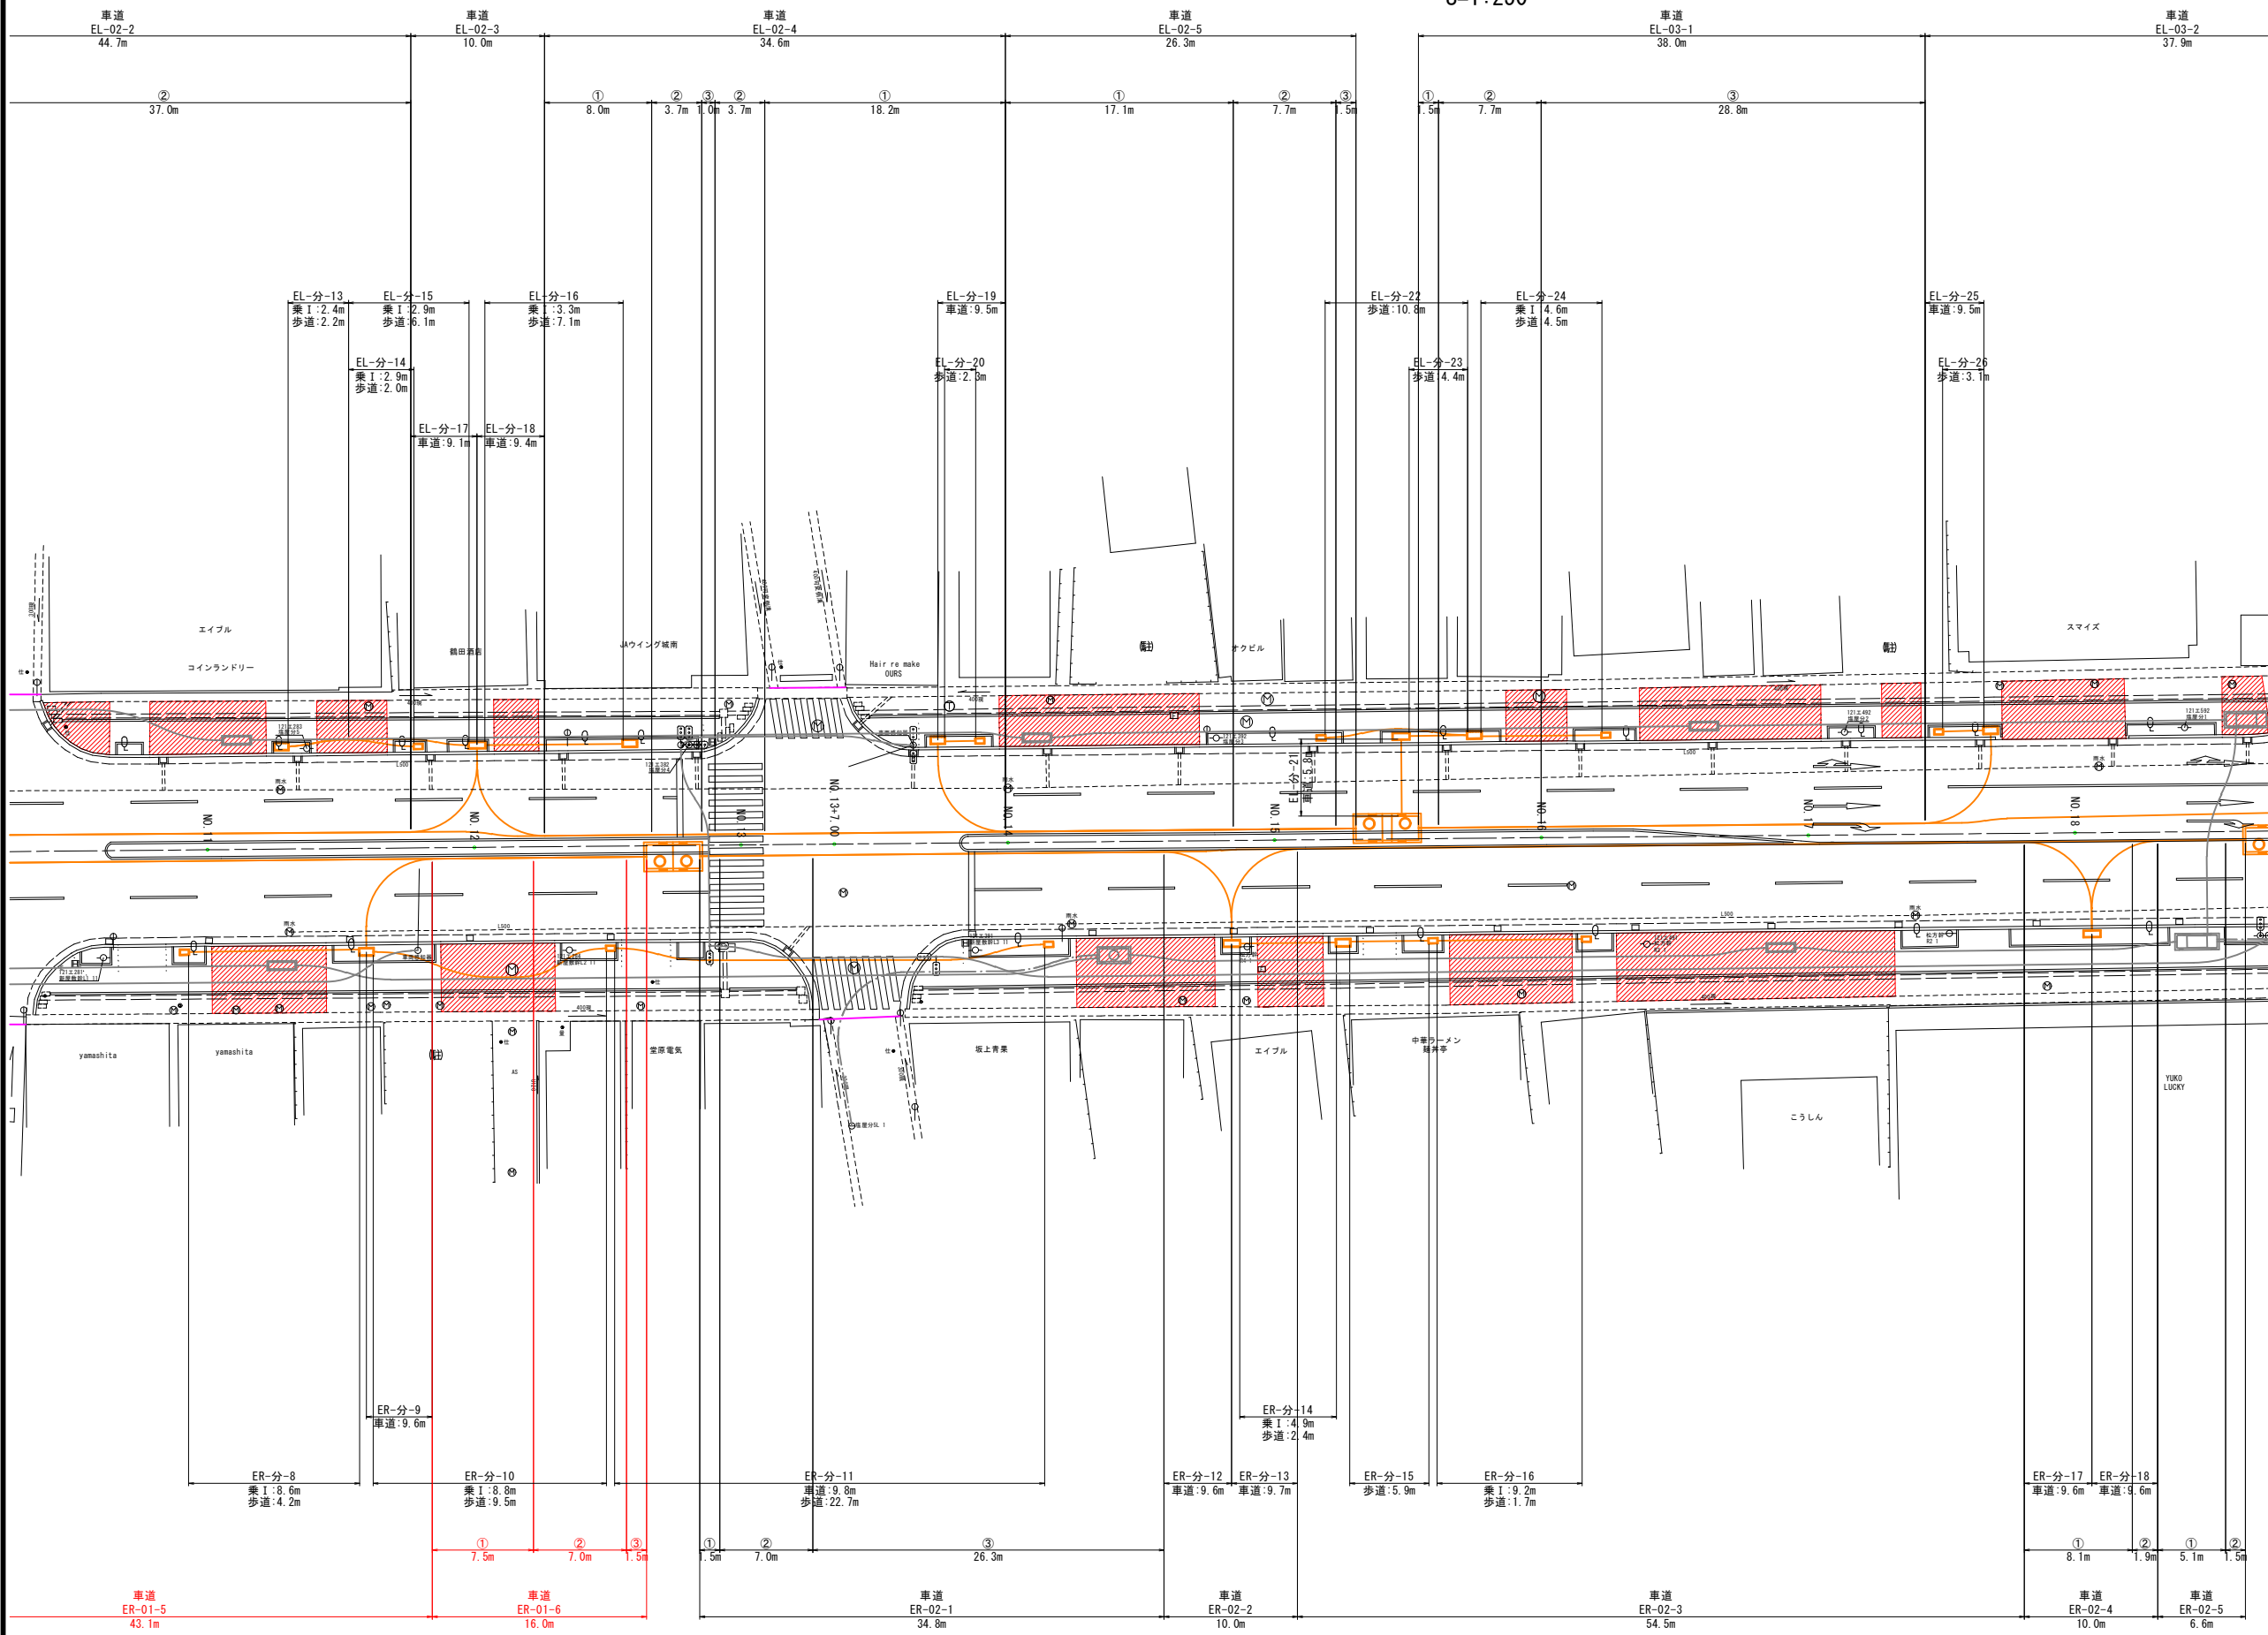 車道
EL-02-2
44.7m
車道
EL-02-3
10.0m
車道
EL-02-4
34.6m
車道
EL-02-5
26.3m
車道
EL-03-1
38.0m
車道
EL-03-2
37.9m
②
37.0m
①
8.0m
②
3.7m
③
1.0m
②
3.7m
①
18.2m
①
17.1m
②
7.7m
③
1.5m
①
1.5m
②
7.7m
③
28.8m
EL-分-13
乗Ⅰ:2.4m
歩道:2.2m
EL-分-15
乗Ⅰ:2.9m
歩道:6.1m
EL-分-16
乗Ⅰ:3.3m
歩道:7.1m
EL-分-19
車道:9.5m
EL-分-22
歩道:10.8m
EL-分-24
乗Ⅰ:4.6m
歩道:4.5m
EL-分-25
車道:9.5m
EL-分-14
乗Ⅰ:2.9m
歩道:2.0m
EL-分-20
歩道:2.3m
EL-分-23
歩道:4.4m
EL-分-26
歩道:3.1m
EL-分-17
車道:9.1m
EL-分-18
車道:9.4m
エイブル
コインランドリー
鶴田酒店
JAウイング城南
Hair re make
OURS
オクビル
スマイズ
EL-分-21
車道:5.8m
L500
L500
雨水
雨水
雨水
NO.11
NO.12
NO.13
NO.13+7.00
NO.14
NO.15
NO.16
NO.17
NO.18
雨水
L500
雨水
L500
雨水
yamashita
yamashita
AS
堂原電気
坂上青果
エイブル
中華ラーメン
麺丼亭
こうしん
YUKO
LUCKY
ER-分-9
車道:9.6m
ER-分-14
乗Ⅰ:4.9m
歩道:2.4m
ER-分-8
乗Ⅰ:8.6m
歩道:4.2m
ER-分-10
乗Ⅰ:8.8m
歩道:9.5m
ER-分-11
車道:9.8m
歩道:22.7m
ER-分-12
車道:9.6m
ER-分-13
車道:9.7m
ER-分-15
歩道:5.9m
ER-分-16
乗Ⅰ:9.2m
歩道:1.7m
ER-分-17
車道:9.6m
ER-分-18
車道:9.6m
①
7.5m
②
7.0m
③
1.5m
①
1.5m
②
7.0m
③
26.3m
①
8.1m
②
1.9m
①
5.1m
②
1.5m
車道
ER-01-5
43.1m
車道
ER-01-6
16.0m
車道
ER-02-1
34.8m
車道
ER-02-2
10.0m
車道
ER-02-3
54.5m
車道
ER-02-4
10.0m
車道
ER-02-5
6.6m